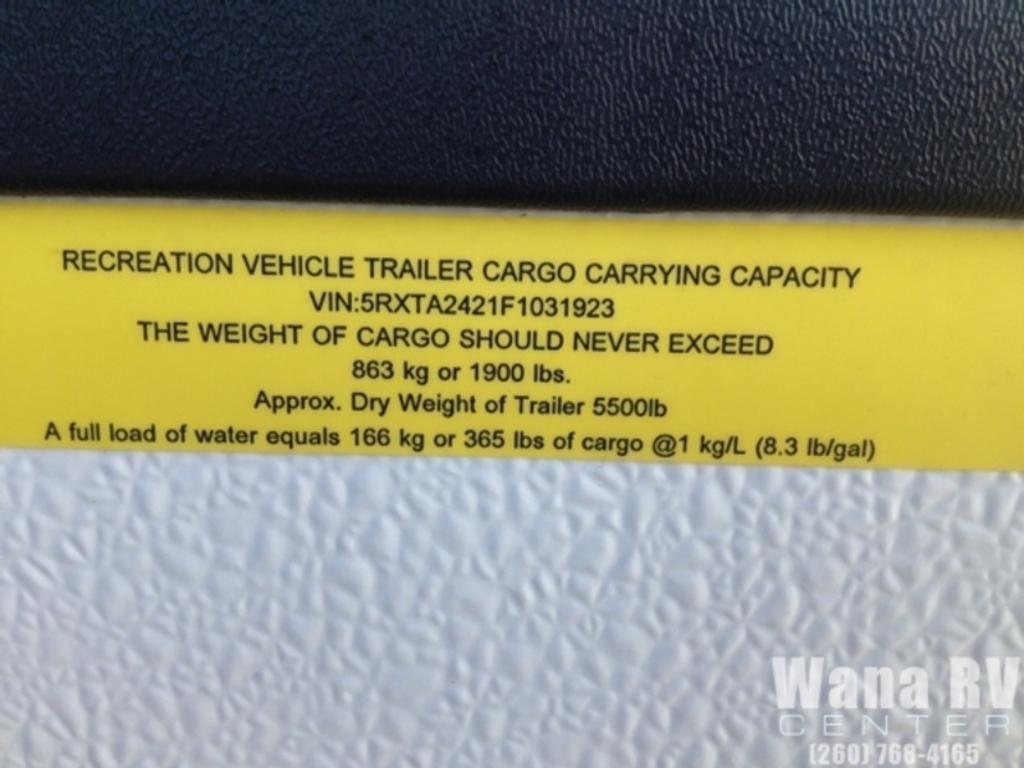 RECREATION VEHICLE TRAILER CARGO CARRYING CAPACITY
VIN:5RXTA2421F1031923
THE WEIGHT OF CARGO SHOULD NEVER EXCEED
863 kg or 1900 lbs.
Approx. Dry Weight of Trailer 5500lb
A full load of water equals 166 kg or 365 lbs of cargo @1 kg/L (8.3 lb/gal)
Wana RV
CENTER
(260) 768-4165